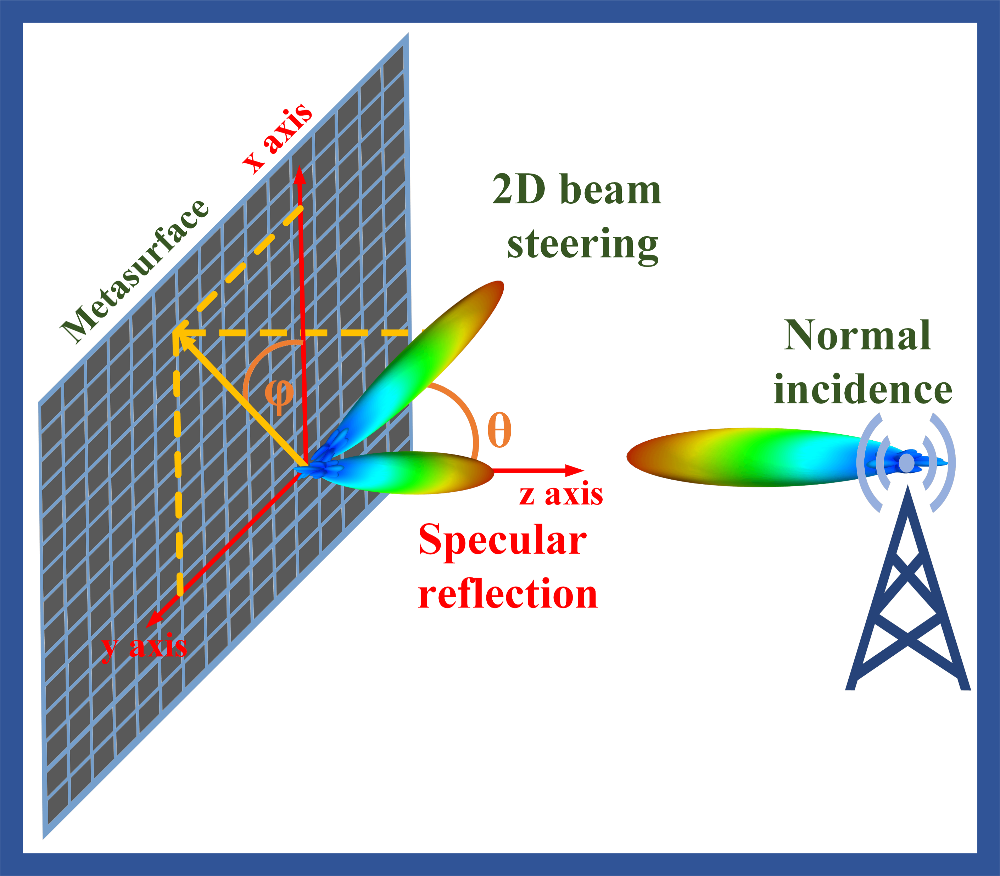 x axis
Metasurface
2D beam
steering
Normal
incidence
φ
θ
z axis
Specular
reflection
y axis